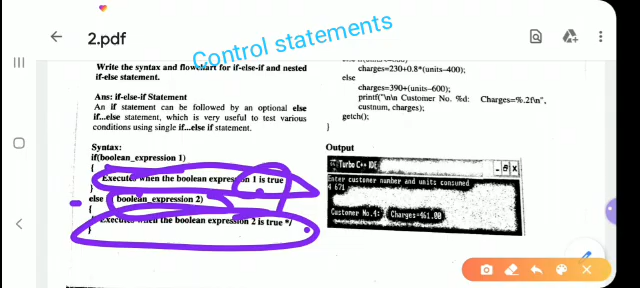 2.pdf
Control statements
Write the syntax and flowchart for if-else-if and nested
if-else statement.
Ans: if-else-if Statement
An if statement can be followed by an optional else
if...else statement, which is very useful to test various
conditions using single if...else if statement.
Syntax:
if(boolean_expression 1)
{
Executes when the boolean expression 1 is true
}
else if( boolean_expression 2)
{
Executes when the boolean expression 2 is true */
}
charges=230+0.8*(units–400);
else
charges=390+(units–600);
printf("\n\n Customer No. %d: Charges=%.2f\n",
custnum, charges);
getch();
}
Output
Turbo C++ IDE
Enter customer number and units consumed
4 671
Customer No.4: Charges=461.00